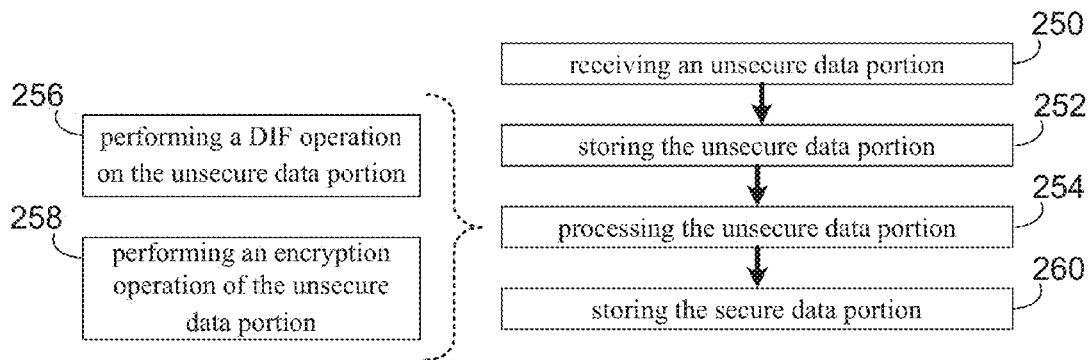 250
receiving an unsecure data portion
252
storing the unsecure data portion
254
processing the unsecure data portion
260
storing the secure data portion
256
performing a DIF operation
on the unsecure data portion
258
performing an encryption
operation of the unsecure
data portion